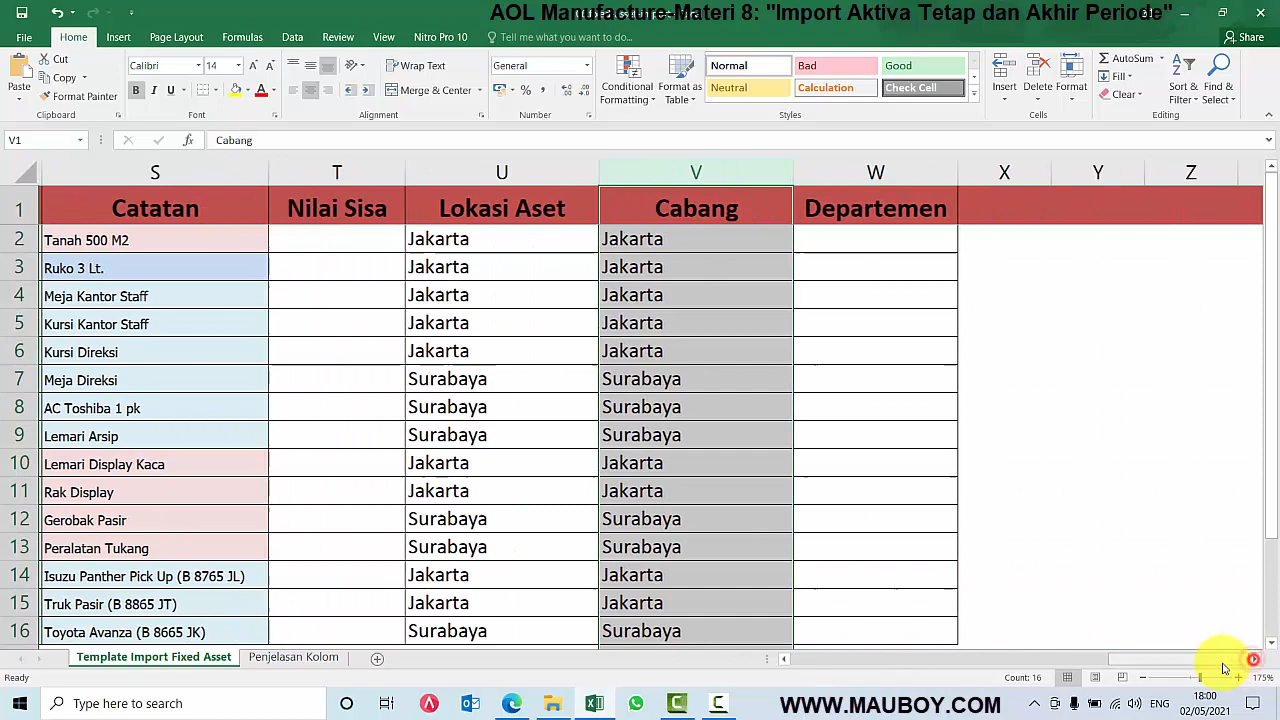 AOL Manufacture-Materi 8: "Import Aktiva Tetap dan Akhir Periode"
File Home Insert Page Layout Formulas Data Review View Nitro Pro 10 Tell me what you want to do... Share
Paste Cut Copy Format Painter Clipboard
Calibri 14 B I U A Font
Wrap Text Merge & Center Alignment
General % Number
Conditional Formatting Format as Table
Normal Bad Good
Neutral Calculation Check Cell
Styles
Insert Delete Format Cells
AutoSum Fill Clear Sort & Filter Find & Select Editing
V1 fx Cabang
S T U V W X Y Z
1 Catatan Nilai Sisa Lokasi Aset Cabang Departemen
2 Tanah 500 M2 Jakarta Jakarta
3 Ruko 3 Lt. Jakarta Jakarta
4 Meja Kantor Staff Jakarta Jakarta
5 Kursi Kantor Staff Jakarta Jakarta
6 Kursi Direksi Jakarta Jakarta
7 Meja Direksi Surabaya Surabaya
8 AC Toshiba 1 pk Surabaya Surabaya
9 Lemari Arsip Surabaya Surabaya
10 Lemari Display Kaca Jakarta Jakarta
11 Rak Display Jakarta Jakarta
12 Gerobak Pasir Surabaya Surabaya
13 Peralatan Tukang Surabaya Surabaya
14 Isuzu Panther Pick Up (B 8765 JL) Jakarta Jakarta
15 Truk Pasir (B 8865 JT) Jakarta Jakarta
16 Toyota Avanza (B 8665 JK) Surabaya Surabaya
Template Import Fixed Asset Penjelasan Kolom
Ready Count: 16 175%
Type here to search WWW.MAUBOY.COM ENG 18:00
02/05/2021